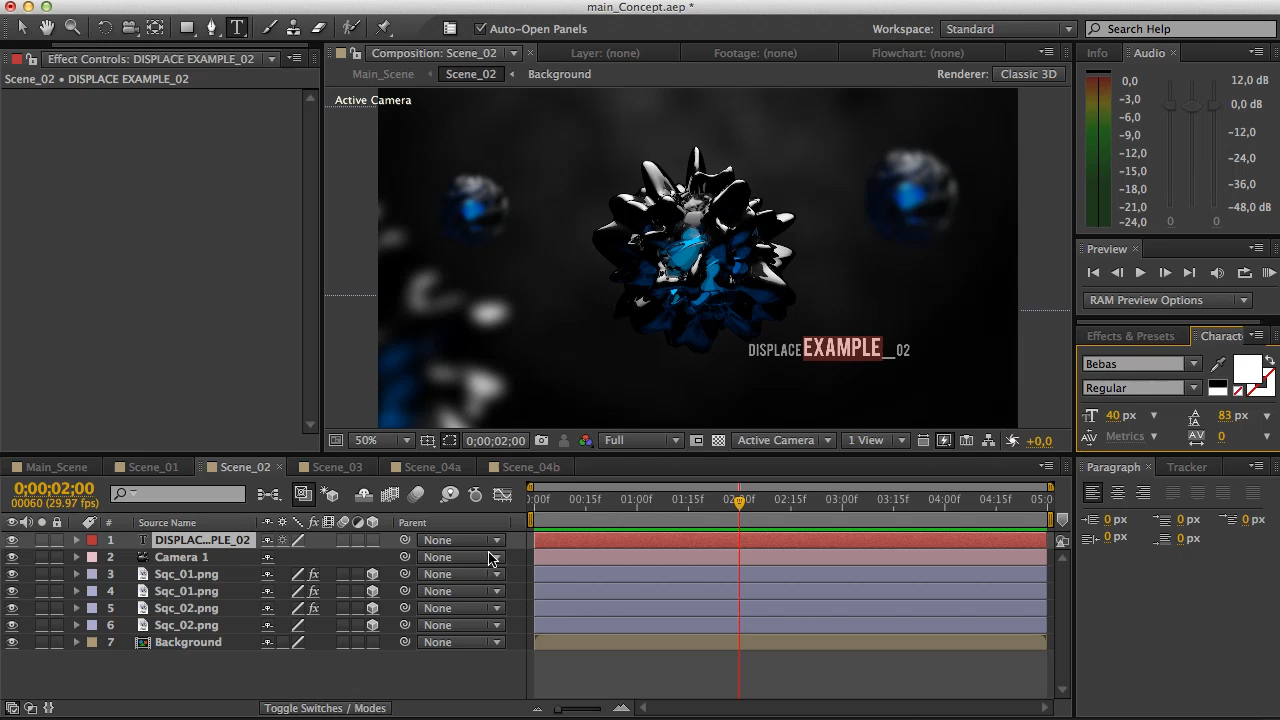 main_Concept.aep *
T
Auto-Open Panels
Workspace: Standard
Search Help
Effect Controls: DISPLACE EXAMPLE_02
Scene_02 • DISPLACE EXAMPLE_02
Composition: Scene_02
Layer: (none)
Footage: (none)
Flowchart: (none)
Main_Scene
Scene_02
Background
Renderer: Classic 3D
Active Camera
DISPLACE EXAMPLE_02
50%
0;00;02;00
Full
Active Camera
1 View
+0,0
Info
Audio
0,0
-3,0
-6,0
-9,0
-12,0
-15,0
-18,0
-21,0
-24,0
12,0 dB
0,0 dB
-12,0
-24,0
-36,0
-48,0 dB
0
0
Preview
RAM Preview Options
Effects & Presets
Charact
Bebas
Regular
40 px
83 px
Metrics
0
Paragraph
Tracker
0 px
0 px
0 px
0 px
0 px
Main_Scene
Scene_01
Scene_02
Scene_03
Scene_04a
Scene_04b
0;00;02;00
00060 (29.97 fps)
:00f 00:15f 01:00f 01:15f 02:00f 02:15f 03:00f 03:15f 04:00f 04:15f 05:0
# Source Name Parent
1 T DISPLAC...PLE_02 None
2 Camera 1 None
3 Sqc_01.png fx None
4 Sqc_01.png fx None
5 Sqc_02.png fx None
6 Sqc_02.png None
7 Background None
Toggle Switches / Modes